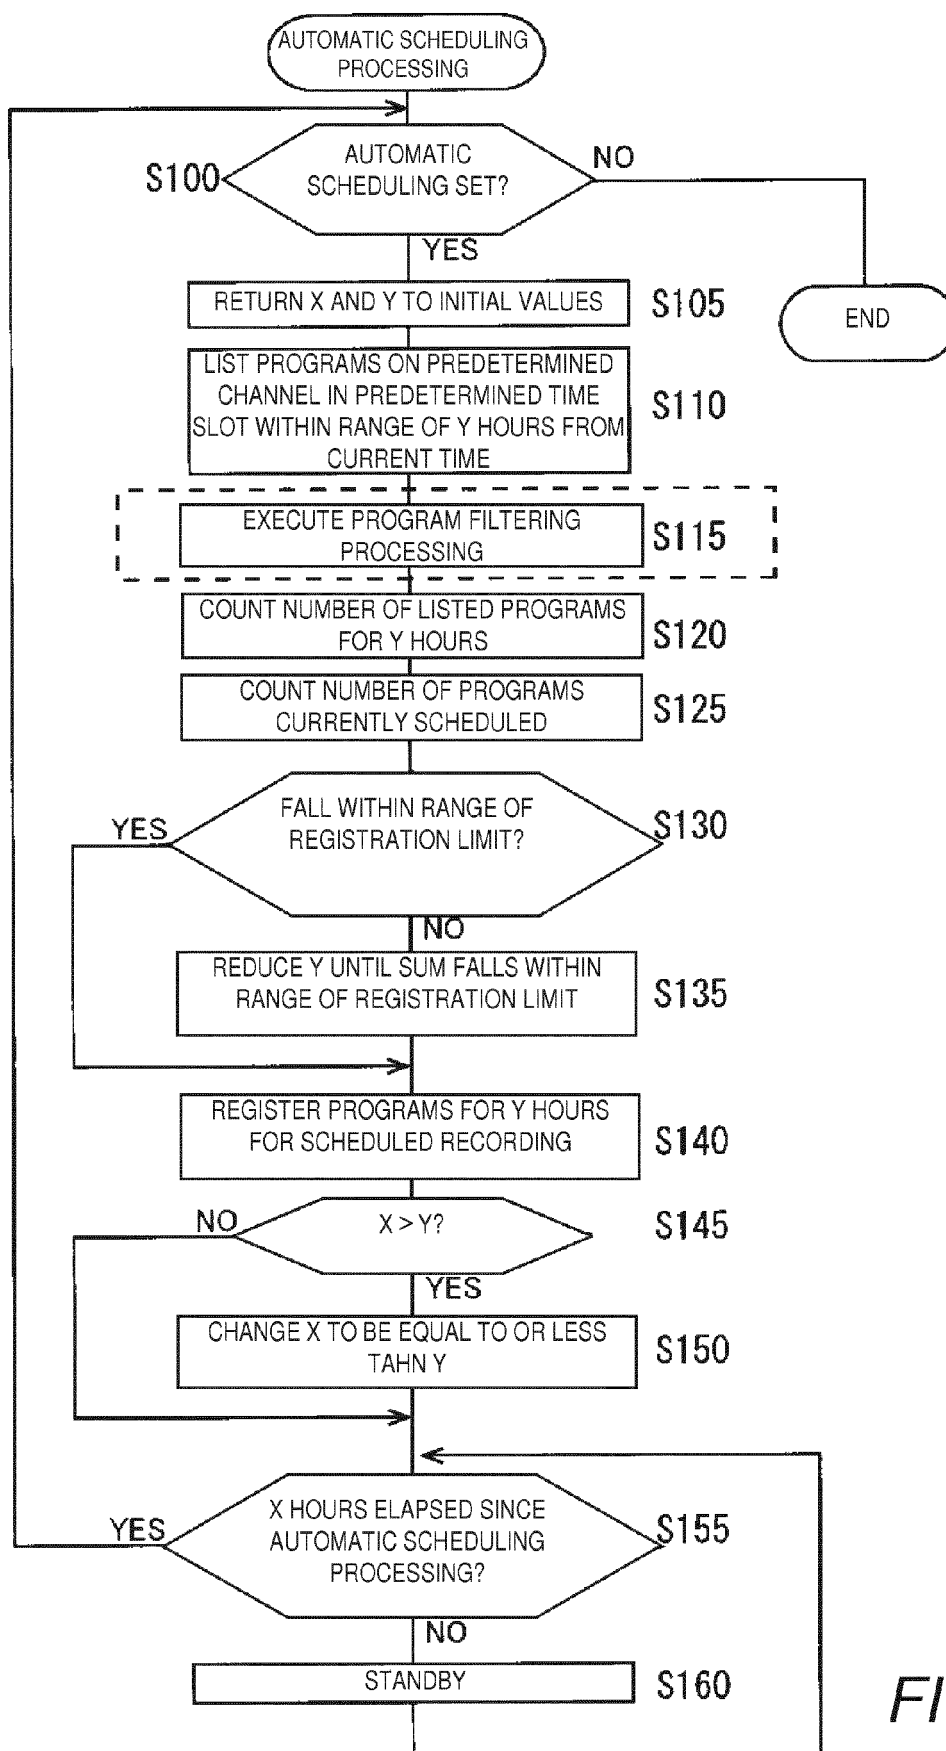 AUTOMATIC SCHEDULING
PROCESSING
S100
AUTOMATIC
SCHEDULING SET?
NO
YES
RETURN X AND Y TO INITIAL VALUES
S105
END
LIST PROGRAMS ON PREDETERMINED
CHANNEL IN PREDETERMINED TIME
SLOT WITHIN RANGE OF Y HOURS FROM
CURRENT TIME
S110
EXECUTE PROGRAM FILTERING
PROCESSING
S115
COUNT NUMBER OF LISTED PROGRAMS
FOR Y HOURS
S120
COUNT NUMBER OF PROGRAMS
CURRENTLY SCHEDULED
S125
FALL WITHIN RANGE OF
REGISTRATION LIMIT?
S130
YES
NO
REDUCE Y UNTIL SUM FALLS WITHIN
RANGE OF REGISTRATION LIMIT
S135
REGISTER PROGRAMS FOR Y HOURS
FOR SCHEDULED RECORDING
S140
NO
X > Y?
S145
YES
CHANGE X TO BE EQUAL TO OR LESS
TAHN Y
S150
X HOURS ELAPSED SINCE
AUTOMATIC SCHEDULING
PROCESSING?
YES
S155
NO
STANDBY
S160
FI